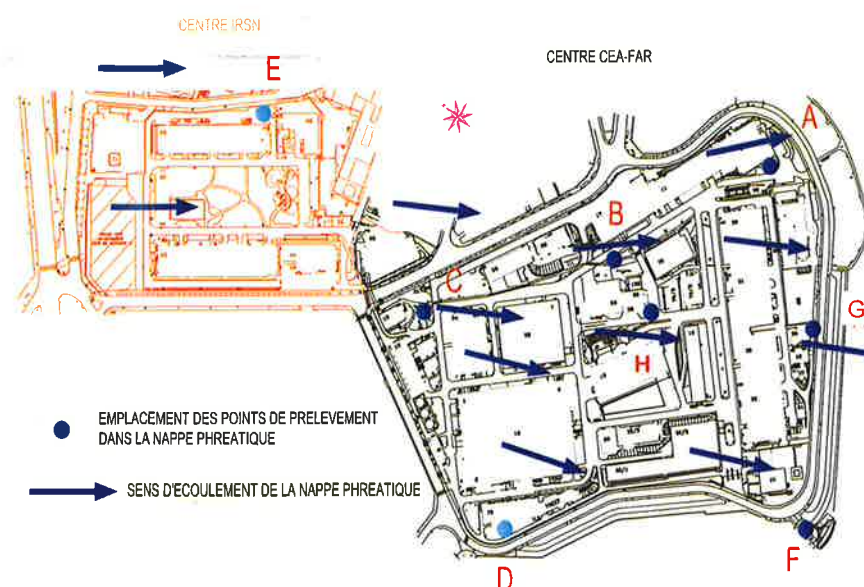 CENTRE IRSN
CENTRE CEA-FAR
E
A
B
C
G
H
EMPLACEMENT DES POINTS DE PRELEVEMENT
DANS LA NAPPE PHREATIQUE
SENS D'ECOULEMENT DE LA NAPPE PHREATIQUE
F
D